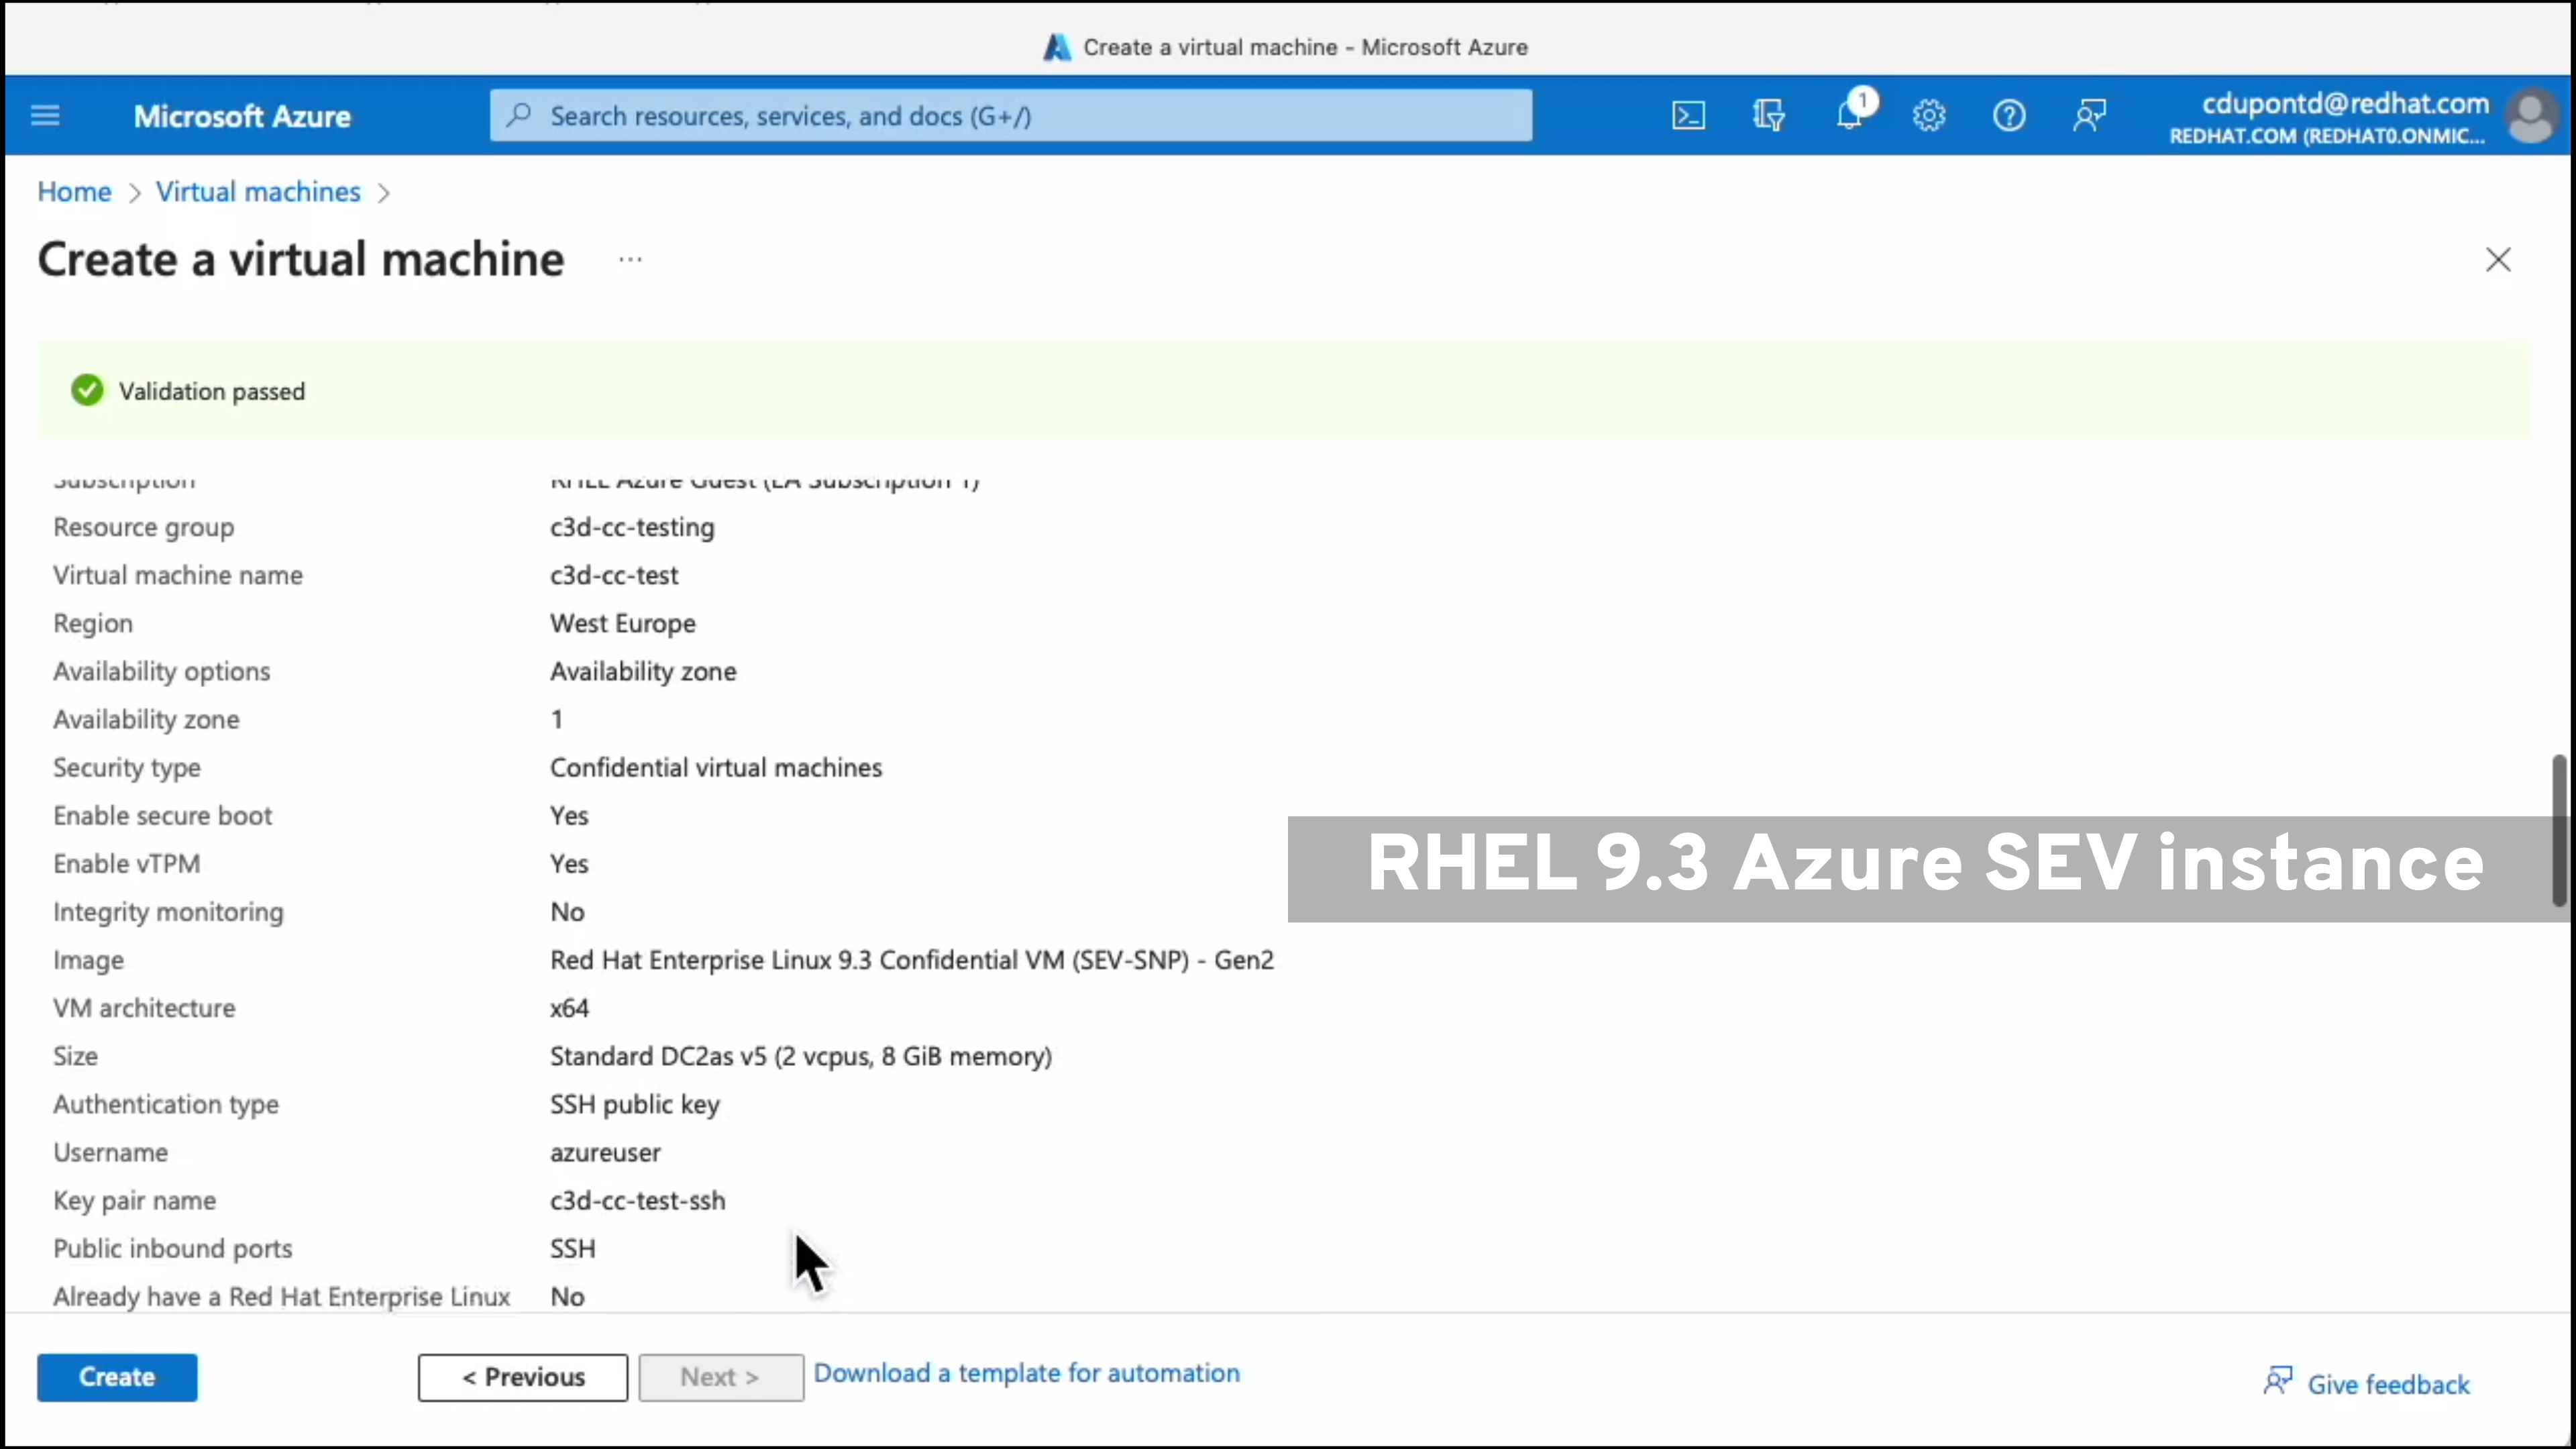 Create a virtual machine - Microsoft Azure
Microsoft Azure
Search resources, services, and docs (G+/)
1
cdupontd@redhat.com
REDHAT.COM (REDHAT0.ONMIC...
Home > Virtual machines >
Create a virtual machine ...
Validation passed
Subscription RHEL Azure Guest (EA Subscription 1)
Resource group c3d-cc-testing
Virtual machine name c3d-cc-test
Region West Europe
Availability options Availability zone
Availability zone 1
Security type Confidential virtual machines
Enable secure boot Yes
Enable vTPM Yes
RHEL 9.3 Azure SEV instance
Integrity monitoring No
Image Red Hat Enterprise Linux 9.3 Confidential VM (SEV-SNP) - Gen2
VM architecture x64
Size Standard DC2as v5 (2 vcpus, 8 GiB memory)
Authentication type SSH public key
Username azureuser
Key pair name c3d-cc-test-ssh
Public inbound ports SSH
Already have a Red Hat Enterprise Linux No
Create < Previous Next > Download a template for automation Give feedback